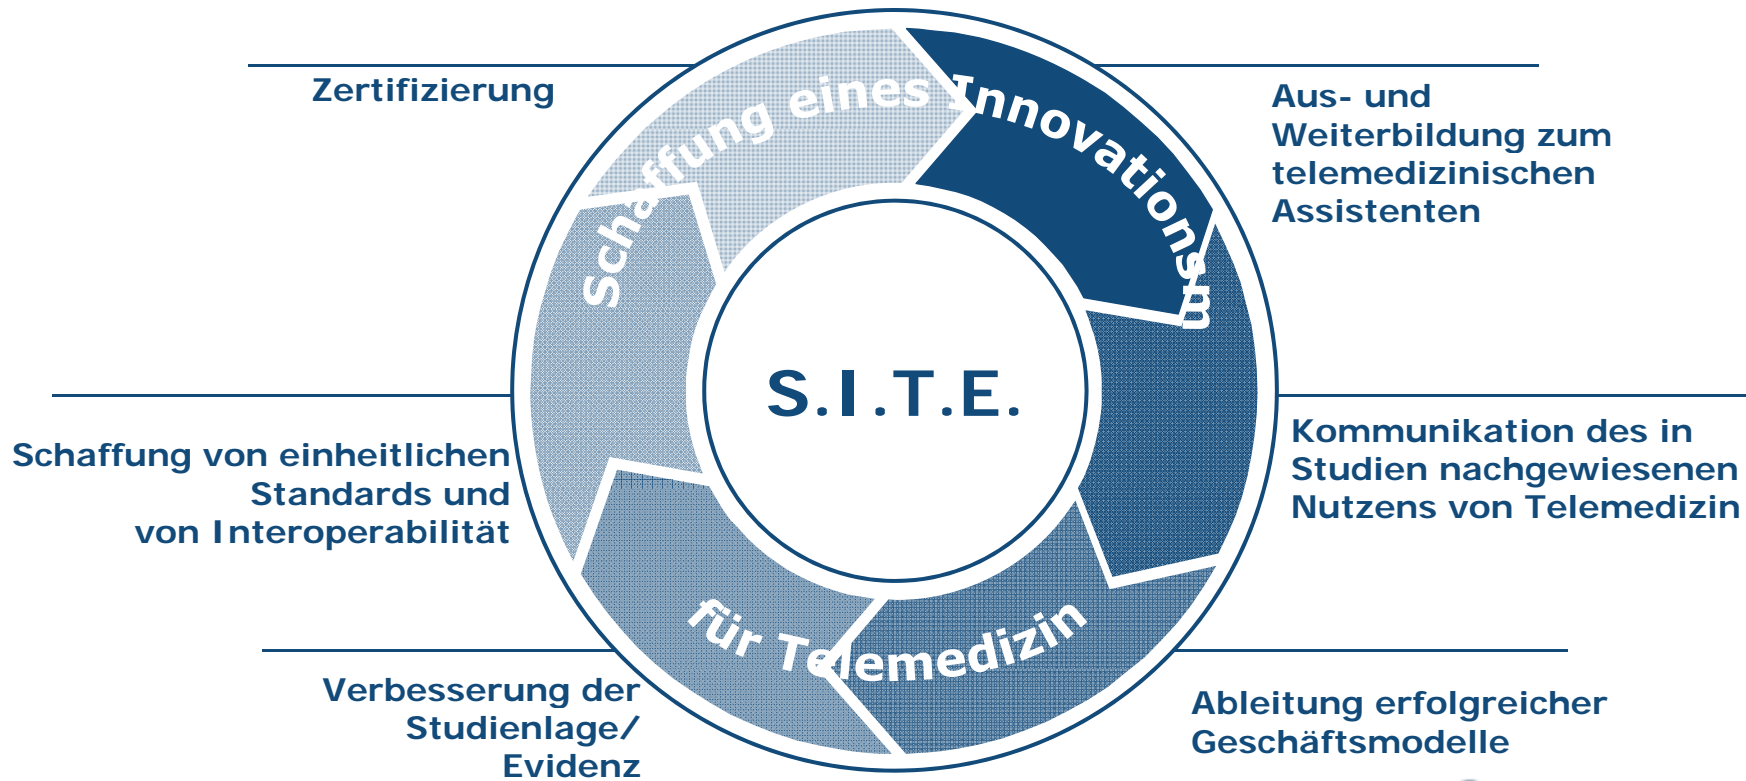 Zertifizierung
Schaffung eines Innovationsm
Aus- und
Weiterbildung zum
telemedizinischen
Assistenten
S.I.T.E.
Schaffung von einheitlichen
Standards und
von Interoperabilität
Kommunikation des in
Studien nachgewiesenen
Nutzens von Telemedizin
für Telemedizin
Verbesserung der
Studienlage/
Evidenz
Ableitung erfolgreicher
Geschäftsmodelle